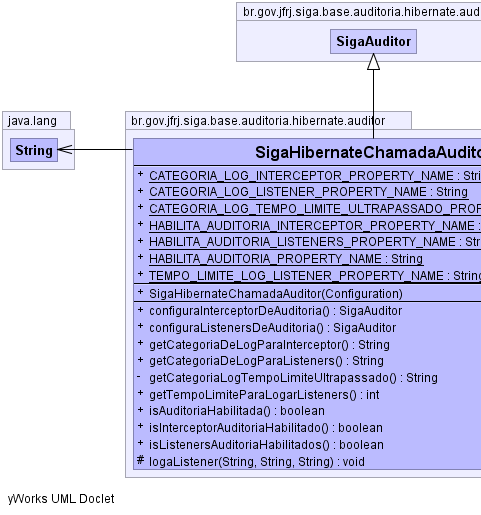 br.gov.jfrj.siga.base.auditoria.hibernate.aud
SigaAuditor
java.lang
String
br.gov.jfrj.siga.base.auditoria.hibernate.auditor
SigaHibernateChamadaAudito
+ CATEGORIA_LOG_INTERCEPTOR_PROPERTY_NAME : Stri
+ CATEGORIA_LOG_LISTENER_PROPERTY_NAME : String
+ CATEGORIA_LOG_TEMPO_LIMITE_ULTRAPASSADO_PROP
+ HABILITA_AUDITORIA_INTERCEPTOR_PROPERTY_NAME :
+ HABILITA_AUDITORIA_LISTENERS_PROPERTY_NAME : Str
+ HABILITA_AUDITORIA_PROPERTY_NAME : String
+ TEMPO_LIMITE_LOG_LISTENER_PROPERTY_NAME : String
+ SigaHibernateChamadaAuditor(Configuration)
+ configuraInterceptorDeAuditoria() : SigaAuditor
+ configuraListenersDeAuditoria() : SigaAuditor
+ getCategoriaDeLogParaInterceptor() : String
+ getCategoriaDeLogParaListeners() : String
- getCategoriaLogTempoLimiteUltrapassado() : String
+ getTempoLimiteParaLogarListeners() : int
+ isAuditoriaHabilitada() : boolean
+ isInterceptorAuditoriaHabilitado() : boolean
+ isListenersAuditoriaHabilitados() : boolean
# logaListener(String, String, String) : void
yWorks UML Doclet